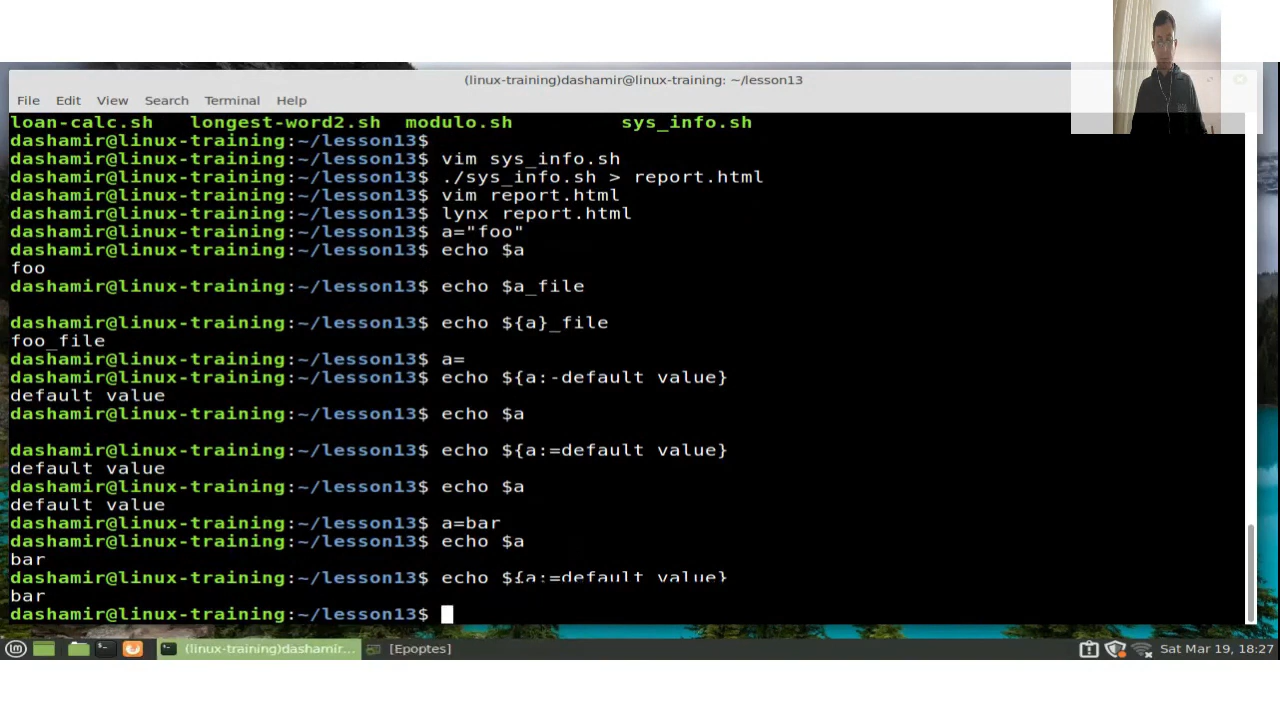 (linux-training)dashamir@linux-training: ~/lesson13
File Edit View Search Terminal Help
loan-calc.sh longest-word2.sh modulo.sh sys_info.sh
dashamir@linux-training:~/lesson13$
dashamir@linux-training:~/lesson13$ vim sys_info.sh
dashamir@linux-training:~/lesson13$ ./sys_info.sh > report.html
dashamir@linux-training:~/lesson13$ vim report.html
dashamir@linux-training:~/lesson13$ lynx report.html
dashamir@linux-training:~/lesson13$ a="foo"
dashamir@linux-training:~/lesson13$ echo $a
foo
dashamir@linux-training:~/lesson13$ echo $a_file
dashamir@linux-training:~/lesson13$ echo ${a}_file
foo_file
dashamir@linux-training:~/lesson13$ a=
dashamir@linux-training:~/lesson13$ echo ${a:-default value}
default value
dashamir@linux-training:~/lesson13$ echo $a
dashamir@linux-training:~/lesson13$ echo ${a:=default value}
default value
dashamir@linux-training:~/lesson13$ echo $a
default value
dashamir@linux-training:~/lesson13$ a=bar
dashamir@linux-training:~/lesson13$ echo $a
bar
dashamir@linux-training:~/lesson13$ echo ${a:=default value}
bar
dashamir@linux-training:~/lesson13$
(linux-training)dashamir... [Epoptes] Sat Mar 19, 18:27